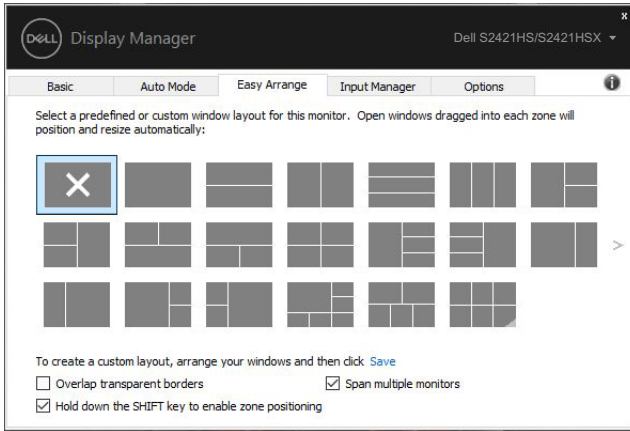 x
DELL Display Manager
Dell S2421HS/S2421HSX
Basic Auto Mode Easy Arrange Input Manager Options i
Select a predefined or custom window layout for this monitor. Open windows dragged into each zone will
position and resize automatically:
X
>
To create a custom layout, arrange your windows and then click Save
Overlap transparent borders Span multiple monitors
Hold down the SHIFT key to enable zone positioning